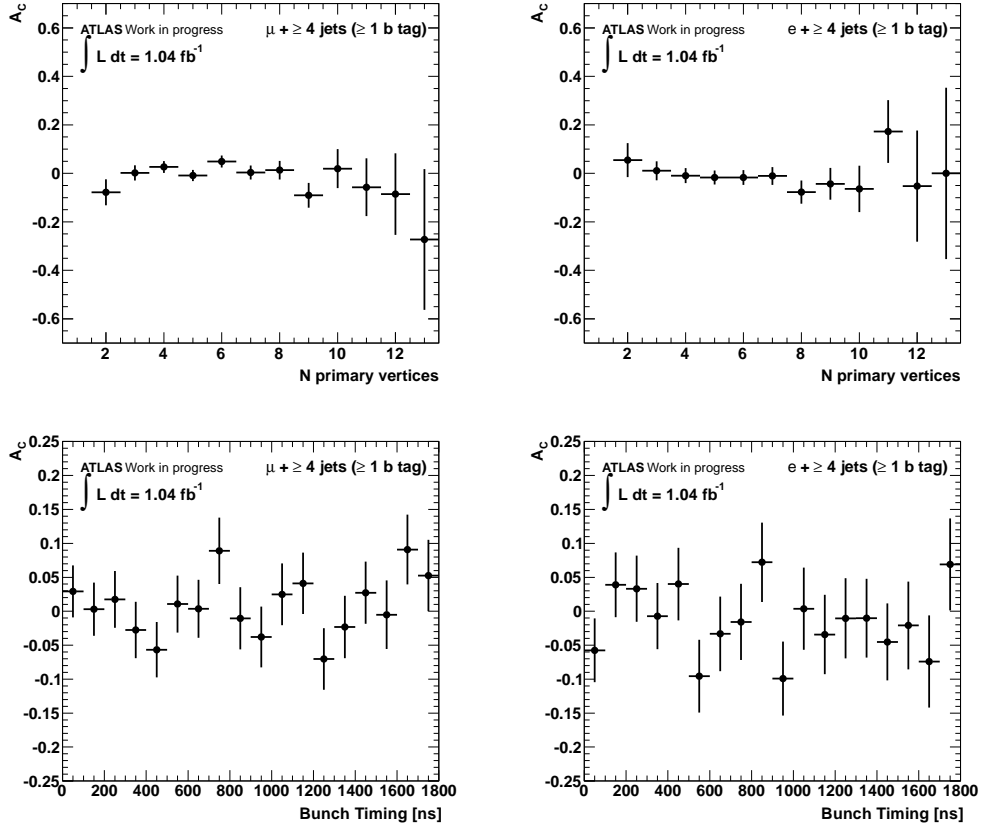 A_C
0.6
0.4
0.2
0
-0.2
-0.4
-0.6
ATLAS Work in progress
μ + ≥ 4 jets (≥ 1 b tag)
∫ L dt = 1.04 fb⁻¹
2 4 6 8 10 12
N primary vertices
A_C
0.6
0.4
0.2
0
-0.2
-0.4
-0.6
ATLAS Work in progress
e + ≥ 4 jets (≥ 1 b tag)
∫ L dt = 1.04 fb⁻¹
2 4 6 8 10 12
N primary vertices
A_C
0.25
0.2
0.15
0.1
0.05
0
-0.05
-0.1
-0.15
-0.2
-0.25
ATLAS Work in progress
μ + ≥ 4 jets (≥ 1 b tag)
∫ L dt = 1.04 fb⁻¹
0 200 400 600 800 1000 1200 1400 1600 1800
Bunch Timing [ns]
A_C
0.25
0.2
0.15
0.1
0.05
0
-0.05
-0.1
-0.15
-0.2
-0.25
ATLAS Work in progress
e + ≥ 4 jets (≥ 1 b tag)
∫ L dt = 1.04 fb⁻¹
0 200 400 600 800 1000 1200 1400 1600 1800
Bunch Timing [ns]